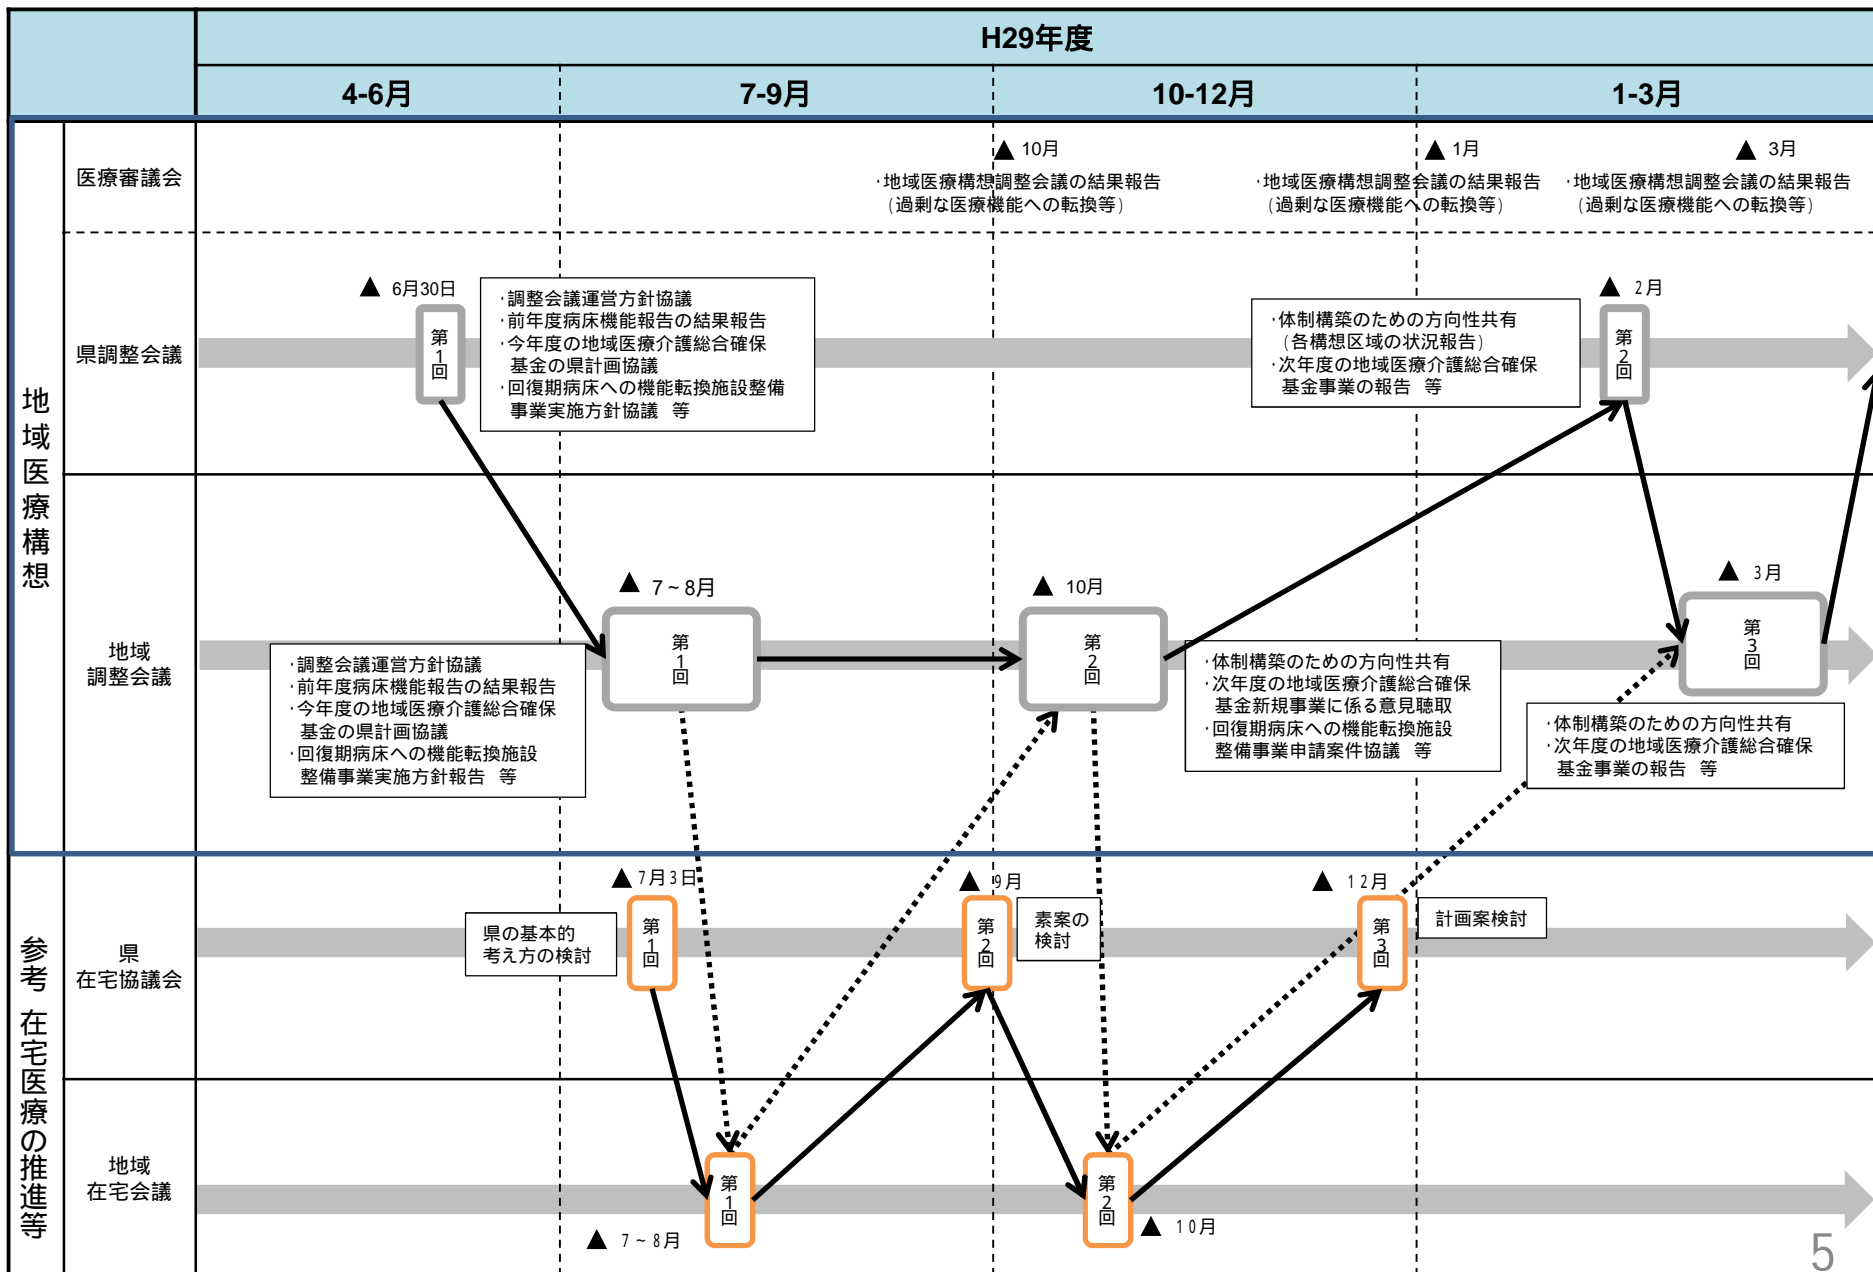 H29年度
4-6月
7-9月
10-12月
1-3月
地域医療構想
医療審議会
▲ 10月
･地域医療構想調整会議の結果報告
(過剰な医療機能への転換等)
▲ 1月
･地域医療構想調整会議の結果報告
(過剰な医療機能への転換等)
▲ 3月
･地域医療構想調整会議の結果報告
(過剰な医療機能への転換等)
県調整会議
▲ 6月30日
第1回
･調整会議運営方針協議
･前年度病床機能報告の結果報告
･今年度の地域医療介護総合確保
基金の県計画協議
･回復期病床への機能転換施設整備
事業実施方針協議 等
･体制構築のための方向性共有
(各構想区域の状況報告)
･次年度の地域医療介護総合確保
基金事業の報告 等
▲ 2月
第2回
地域
調整会議
･調整会議運営方針協議
･前年度病床機能報告の結果報告
･今年度の地域医療介護総合確保
基金の県計画協議
･回復期病床への機能転換施設
整備事業実施方針報告 等
▲ 7~8月
第1回
▲ 10月
第2回
･体制構築のための方向性共有
･次年度の地域医療介護総合確保
基金新規事業に係る意見聴取
･回復期病床への機能転換施設
整備事業申請案件協議 等
▲ 3月
第3回
･体制構築のための方向性共有
･次年度の地域医療介護総合確保
基金事業の報告 等
参考 在宅医療の推進等
県
在宅協議会
県の基本的
考え方の検討
▲ 7月3日
第1回
▲ 9月
第2回
素案の
検討
▲ 12月
第3回
計画案検討
地域
在宅会議
▲ 7~8月
第1回
第2回
▲ 10月
5